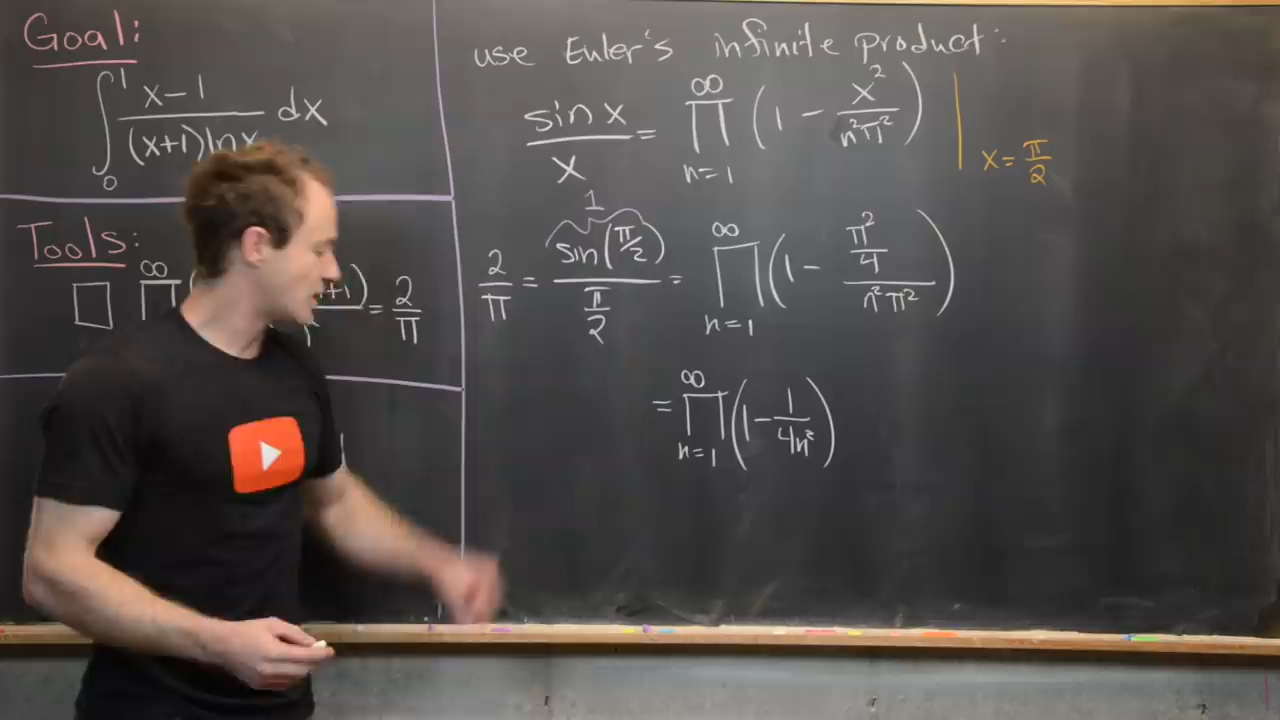 Goal:
∫₀¹ x-1 / (x+1) ln x dx
Tools:
□ ∞ ∏ +1) = 2/π
use Euler's infinite product:
sin x / x = ∏_{n=1}^{∞} (1 - x² / n²π²) | x = π/2
2/π = sin(π/2) / (π/2) = ∏_{n=1}^{∞} (1 - (π²/4) / n²π²)
1
= ∏_{n=1}^{∞} (1 - 1/4n²)